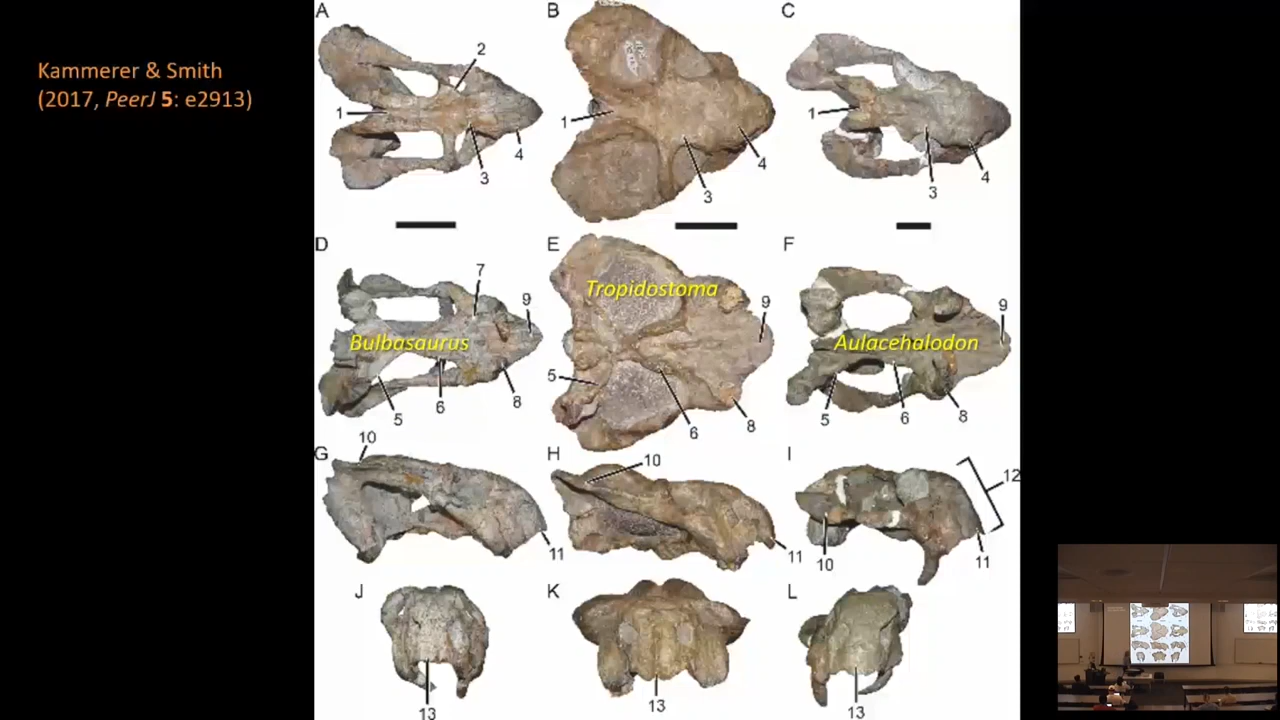 Kammerer & Smith
(2017, PeerJ 5: e2913)
A
B
C
2
1
3
4
1
3
4
1
3
4
D
E
F
7
9
Bulbasaurus
5
6
8
Tropidostoma
9
5
6
8
9
Aulacehalodon
5
6
8
G
H
I
10
11
10
11
12
10
11
J
K
L
13
13
13